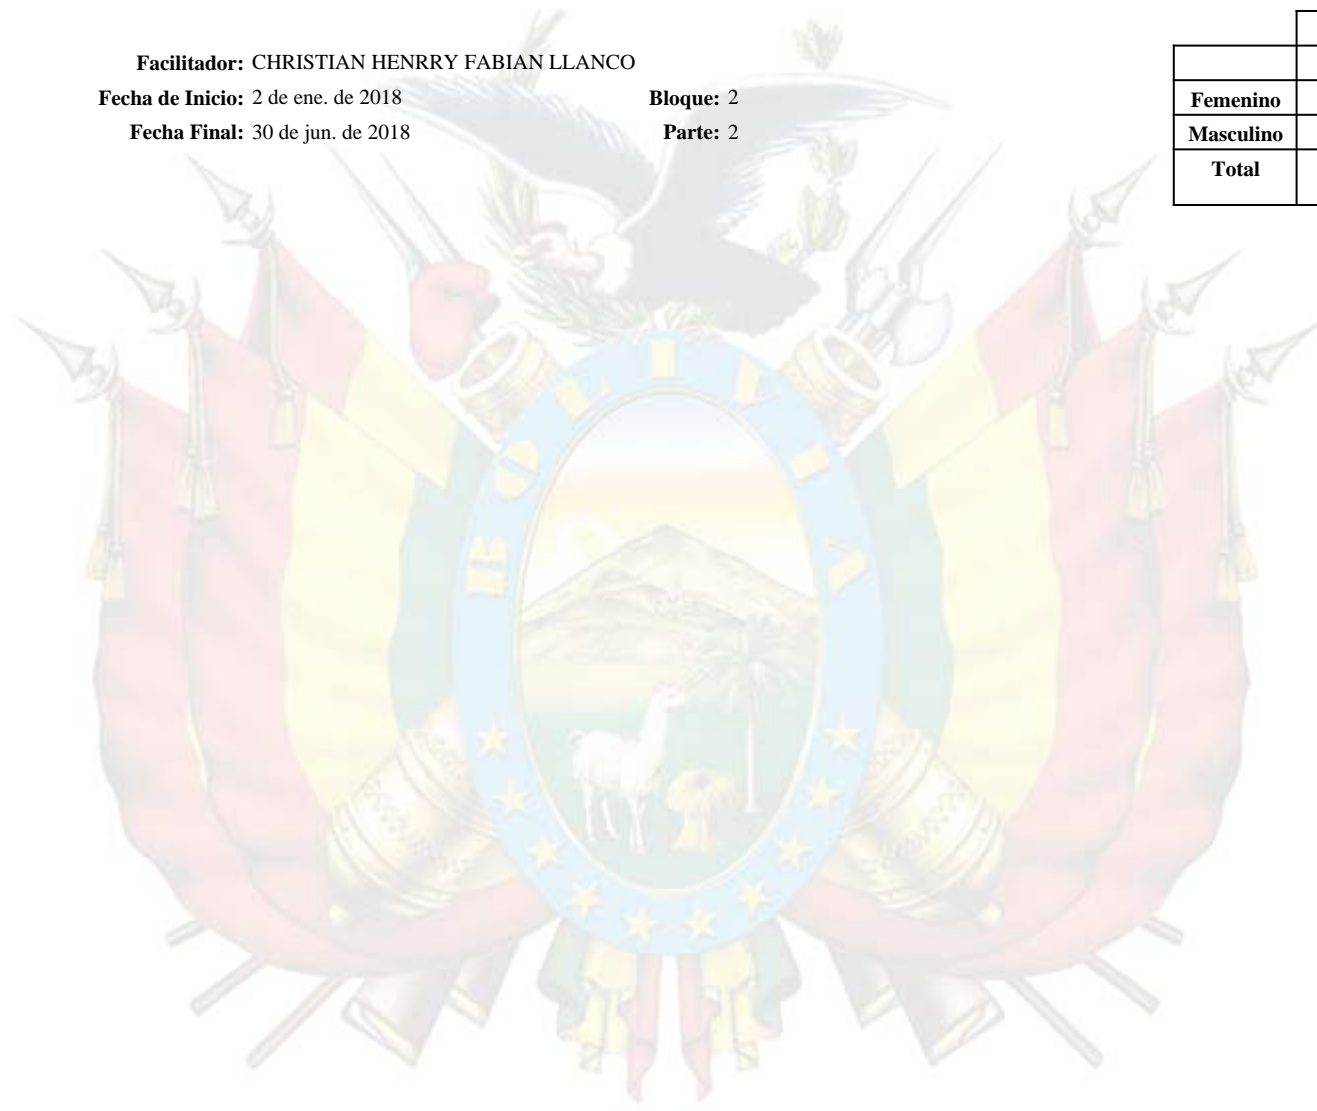 Facilitador: CHRISTIAN HENRRY FABIAN LLANCO
Fecha de Inicio: 2 de ene. de 2018 Bloque: 2
Fecha Final: 30 de jun. de 2018 Parte: 2
Femenino
Masculino
Total
BOLIVIA